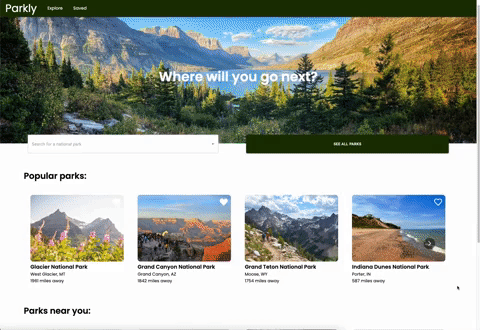 Parkly Explore Saved
Where will you go next?
Search for a national park
SEE ALL PARKS
Popular parks:
Glacier National Park
West Glacier, MT
1961 miles away
Grand Canyon National Park
Grand Canyon, AZ
1842 miles away
Grand Teton National Park
Moose, WY
1754 miles away
Indiana Dunes National Park
Porter, IN
587 miles away
Parks near you: